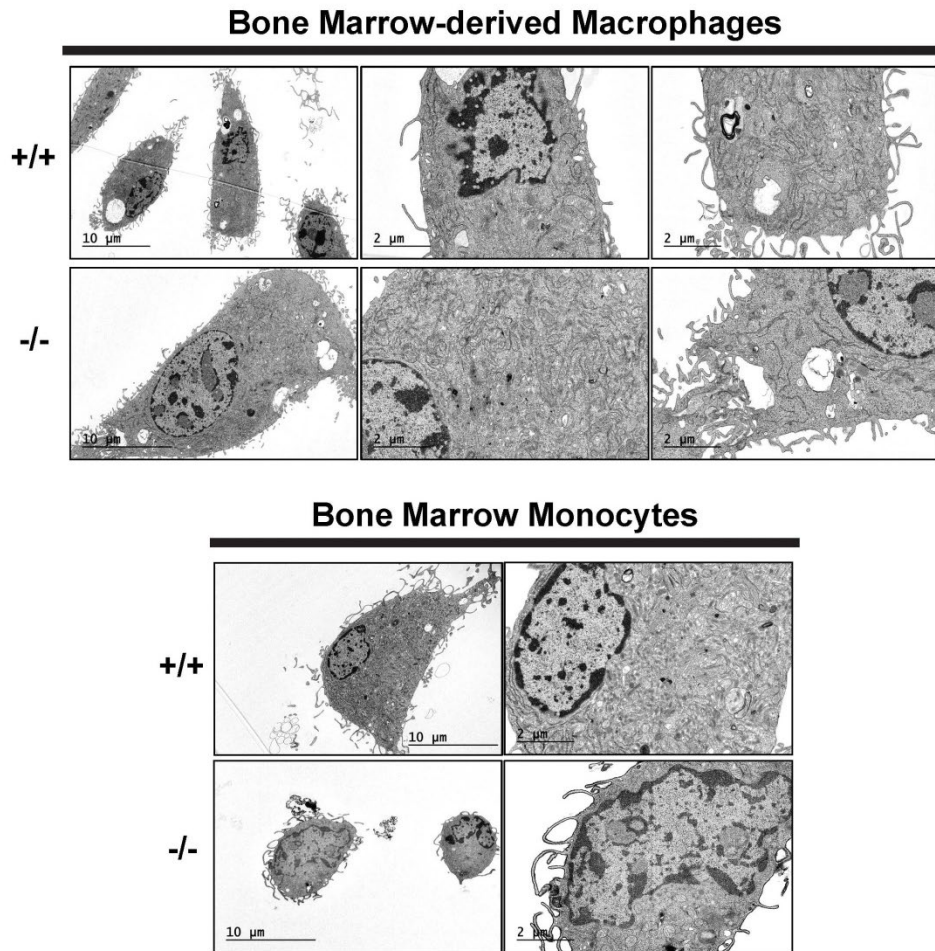 Bone Marrow-derived Macrophages
+/+
10 μm
2 μm
2 μm
-/-
10 μm
2 μm
2 μm
Bone Marrow Monocytes
+/+
10 μm
2 μm
-/-
10 μm
2 μm